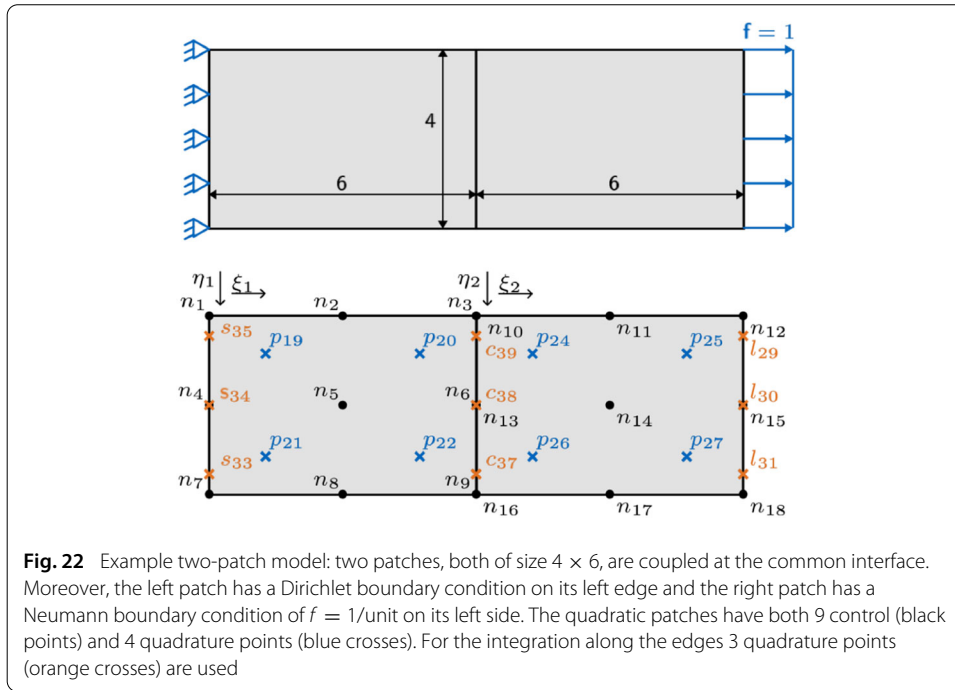 f = 1
4
6 6
η1 ξ1 η2 ξ2
n1 n2 n3 n10 n11 n12
s35 p19 p20 c39 p24 p25 l29
n4 s34 n5 n6 c38 n13 n14 l30 n15
s33 p21 p22 c37 p26 p27 l31
n7 n8 n9 n16 n17 n18
Fig. 22 Example two-patch model: two patches, both of size 4 × 6, are coupled at the common interface.
Moreover, the left patch has a Dirichlet boundary condition on its left edge and the right patch has a
Neumann boundary condition of f = 1/unit on its left side. The quadratic patches have both 9 control (black
points) and 4 quadrature points (blue crosses). For the integration along the edges 3 quadrature points
(orange crosses) are used